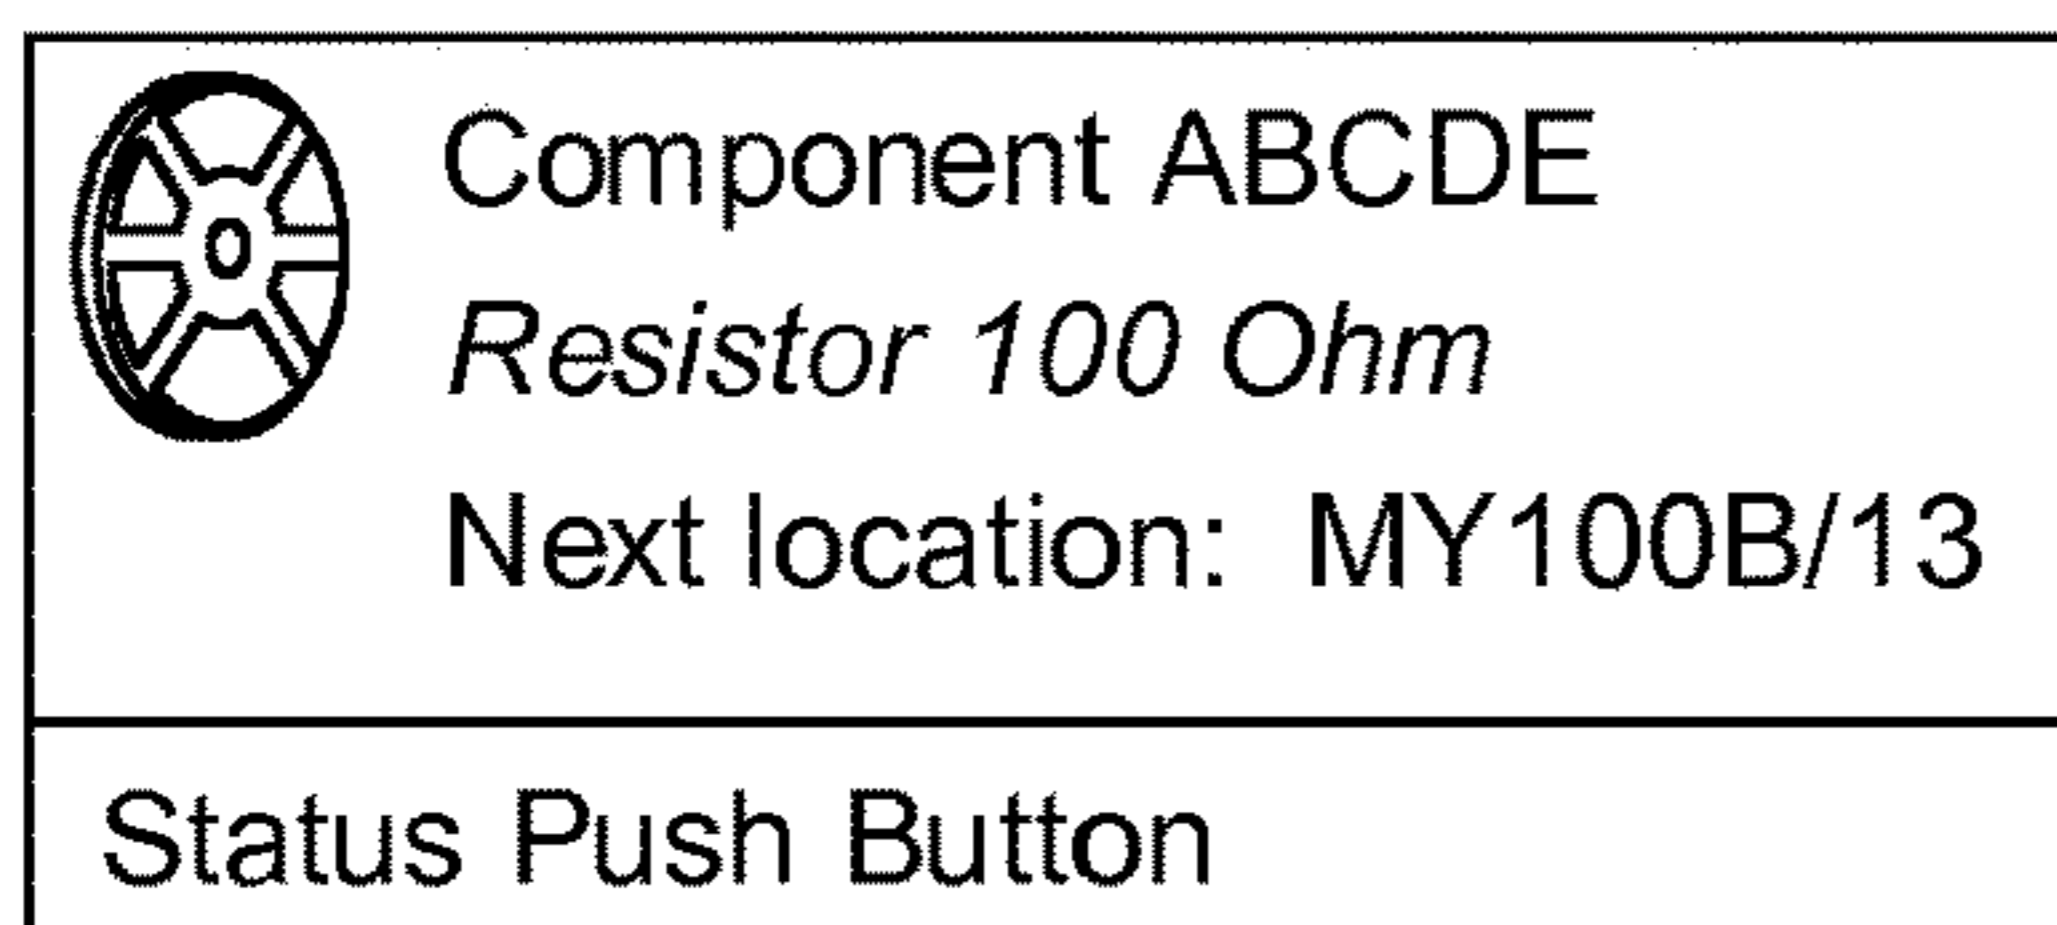 Component ABCDE
Resistor 100 Ohm
Next location: MY100B/13
Status Push Button